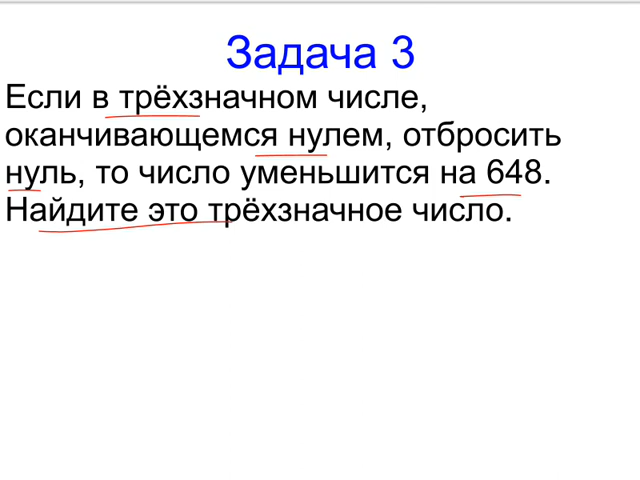 Задача 3
Если в трёхзначном числе,
оканчивающемся нулем, отбросить
нуль, то число уменьшится на 648.
Найдите это трёхзначное число.